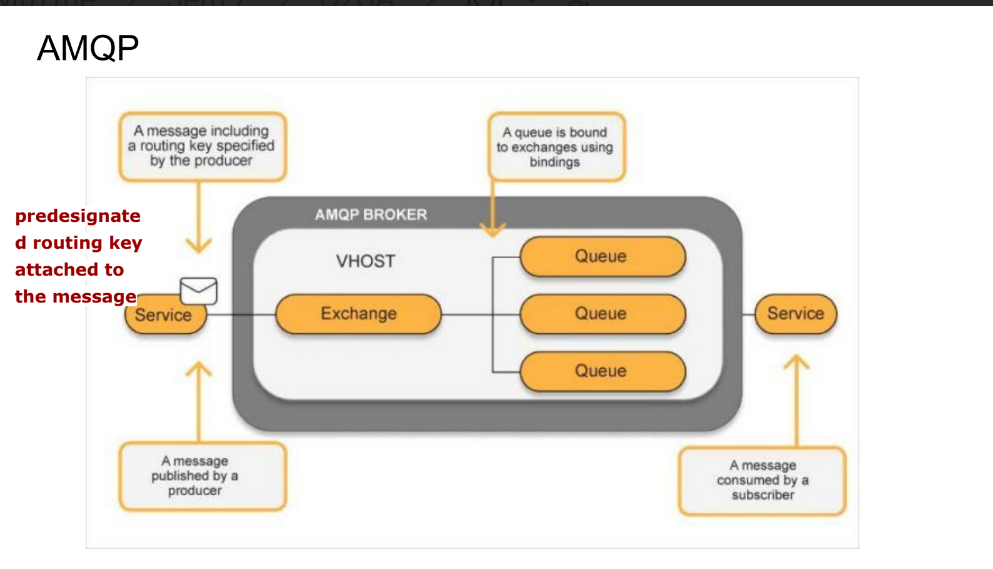 AMQP
A message including
a routing key specified
by the producer
A queue is bound
to exchanges using
bindings
predesignate
d routing key
attached to
the message
AMQP BROKER
VHOST
Queue
Service
Exchange
Queue
Service
Queue
A message
published by a
producer
A message
consumed by a
subscriber